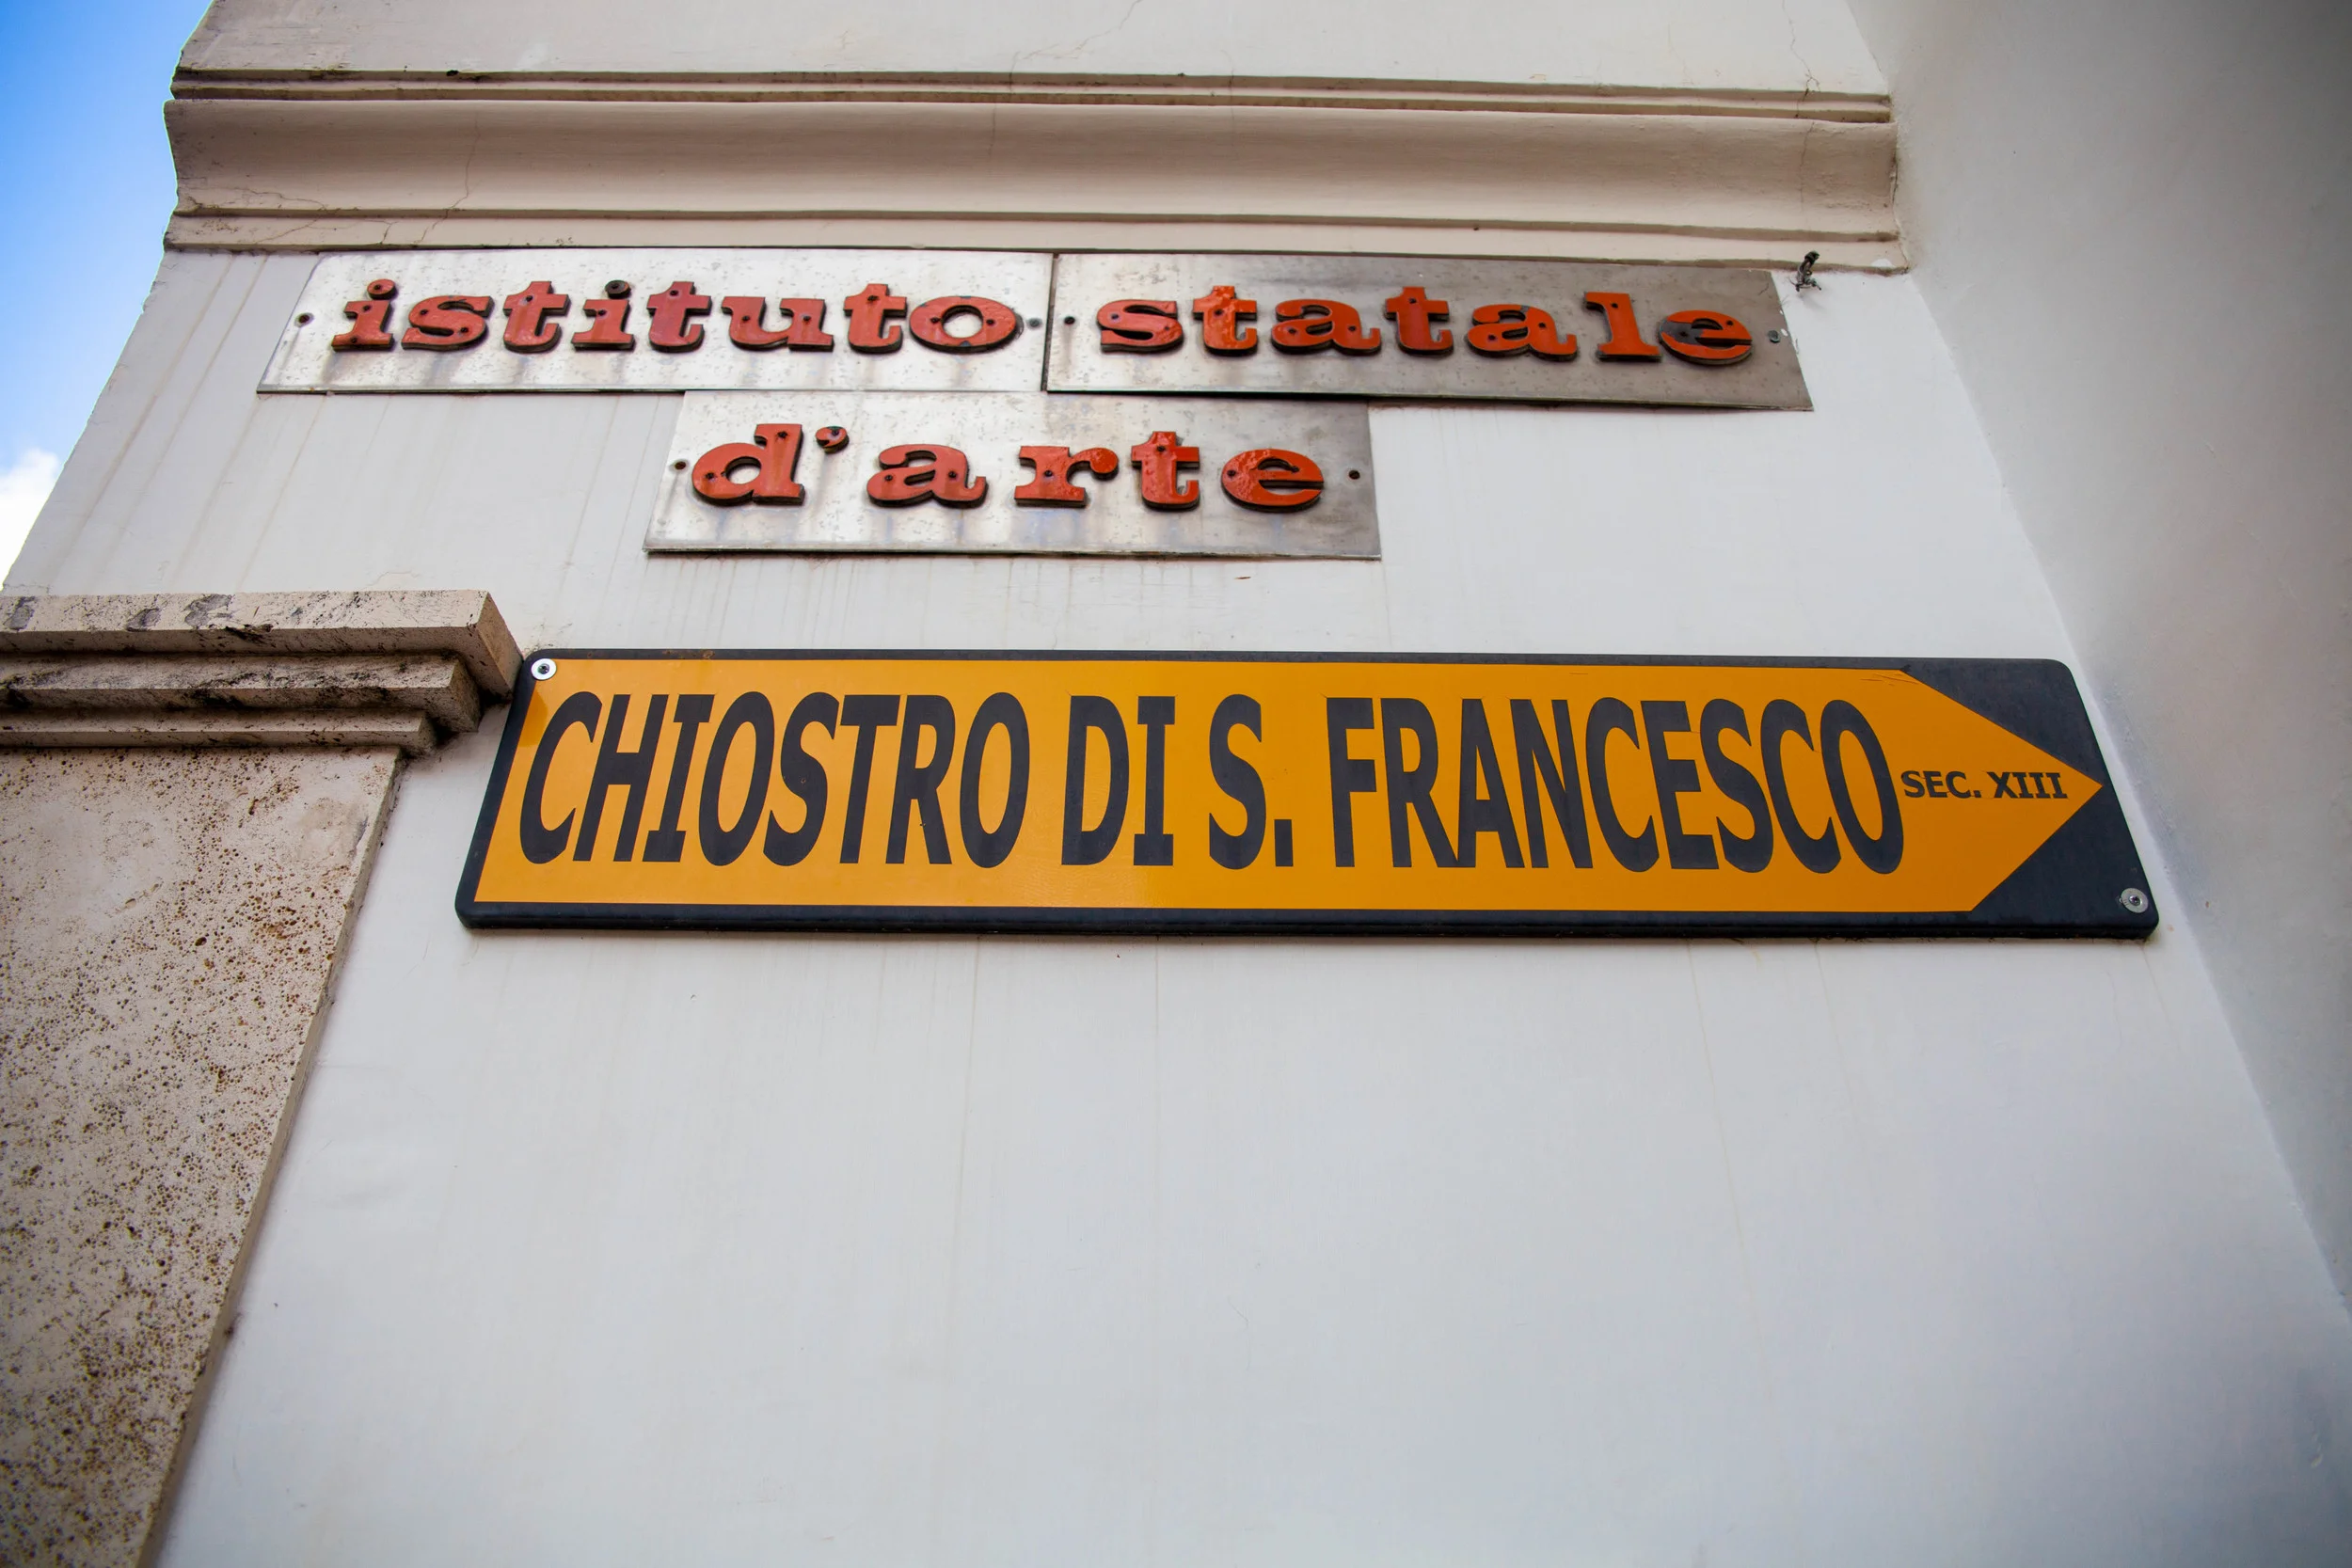 istituto statale
d'arte
CHIOSTRO DI S. FRANCESCO SEC. XIII